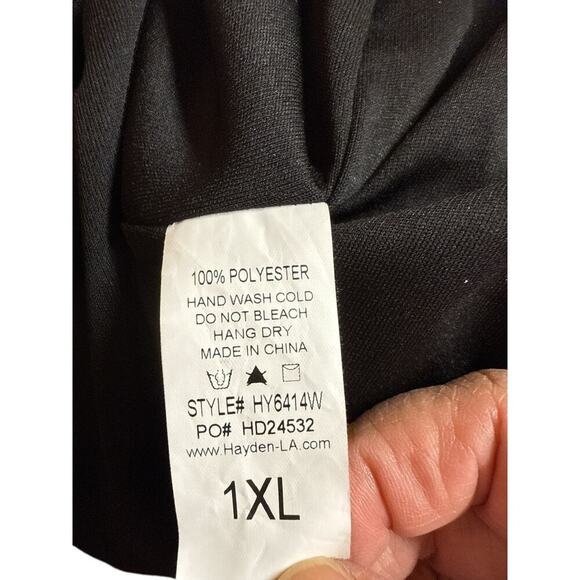 100% POLYESTER
HAND WASH COLD
DO NOT BLEACH
HANG DRY
MADE IN CHINA
STYLE# HY6414W
PO# HD24532
www.Hayden-LA.com
1XL